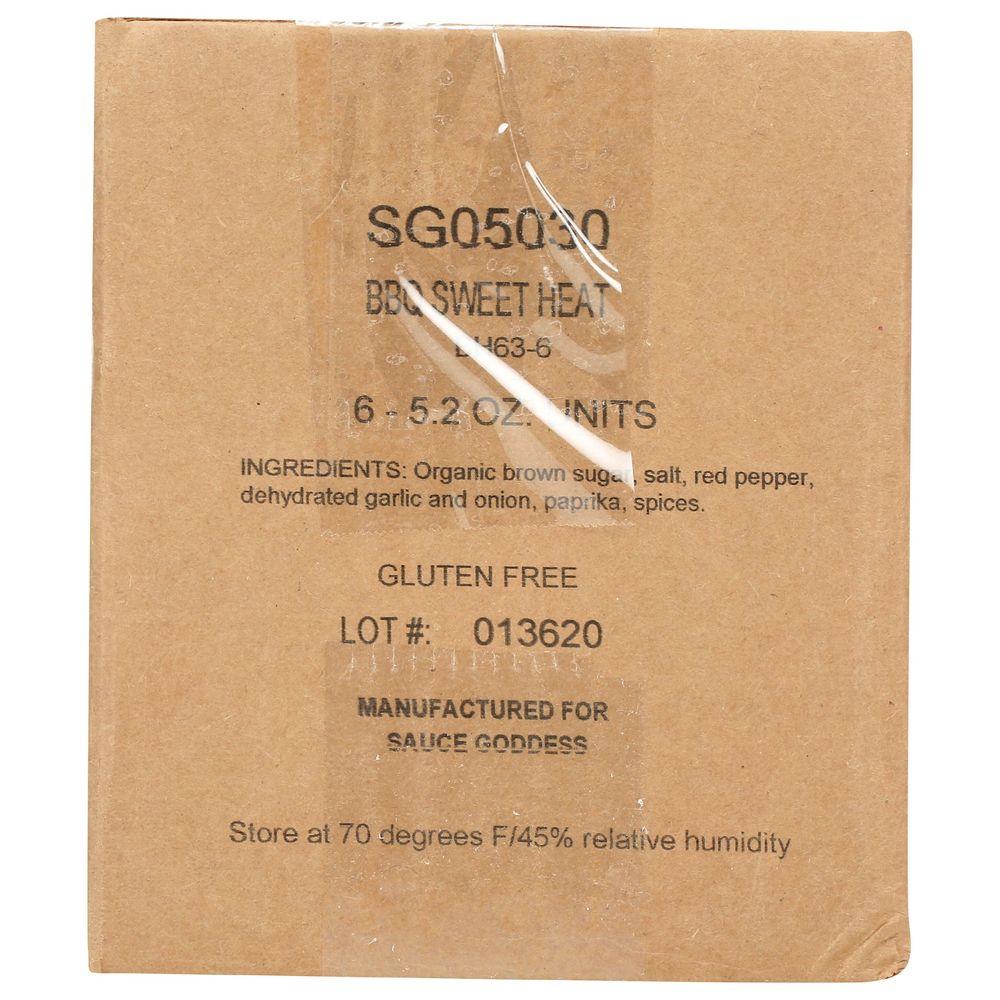 SG05030
BBQ SWEET HEAT
6 - 5.2 OZ. UNITS
INGREDIENTS: Organic brown sugar, salt, red pepper,
dehydrated garlic and onion, paprika, spices.
GLUTEN FREE
LOT #: 013620
MANUFACTURED FOR
SAUCE GODDESS
Store at 70 degrees F/45% relative humidity